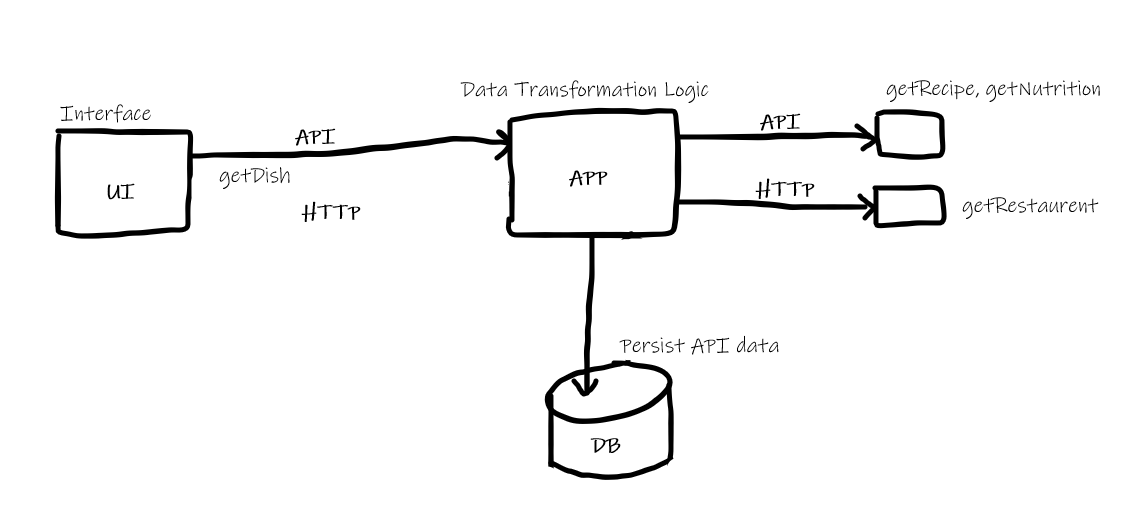 Data Transformation Logic
getRecipe, getNutrition
Interface
API
API
getDish
UI
APP
HTTP
HTTP
getRestaurent
Persist API data
DB